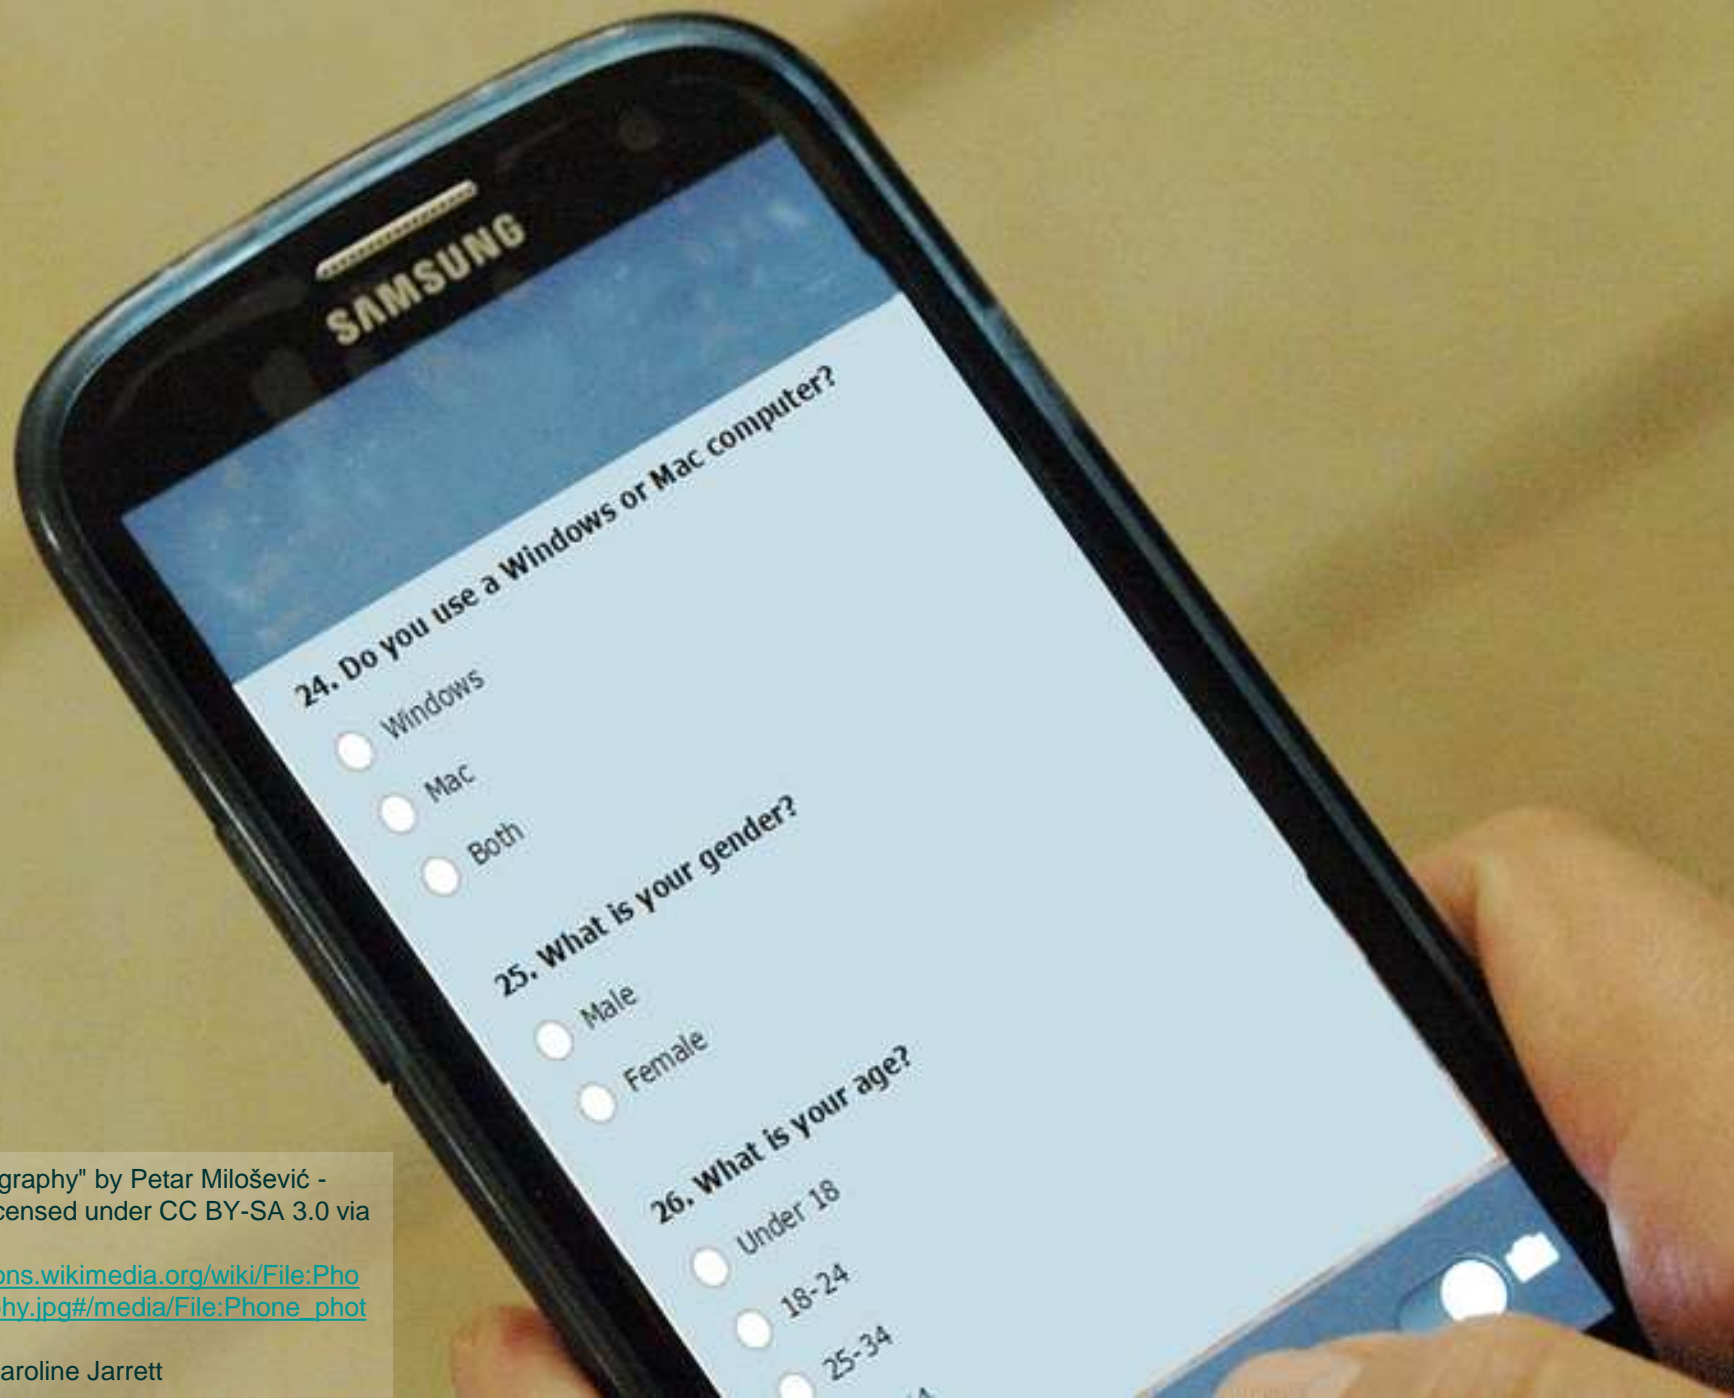 SAMSUNG
24. Do you use a Windows or Mac computer?
Windows
Mac
Both
25. What is your gender?
Male
Female
26. What is your age?
Under 18
18-24
25-34
graphy" by Petar Milošević -
censed under CC BY-SA 3.0 via
ons.wikimedia.org/wiki/File:Pho
hy.jpg#/media/File:Phone_phot
aroline Jarrett